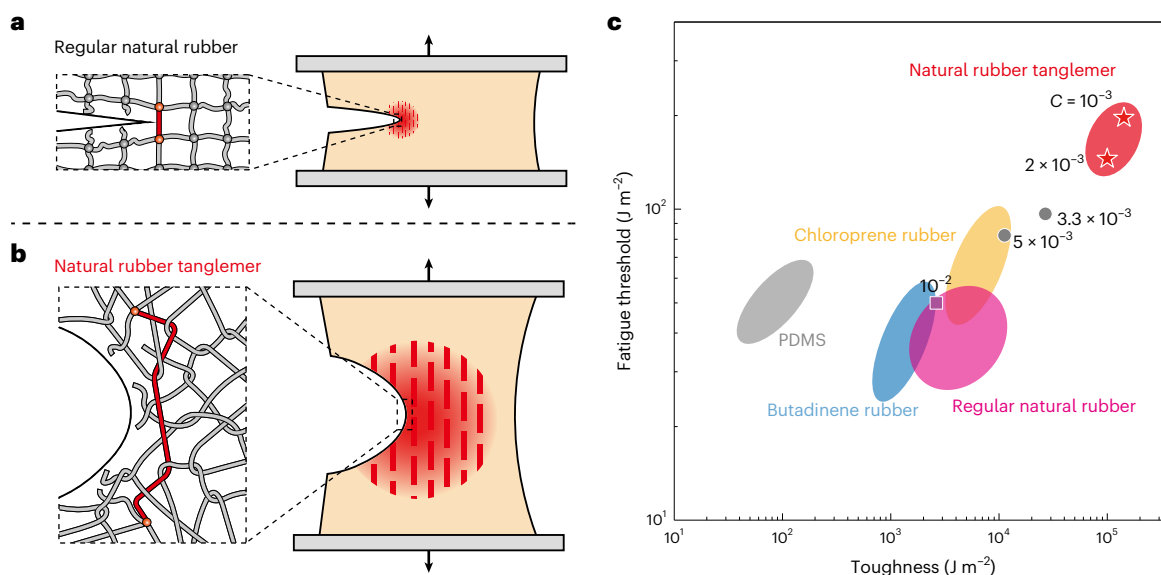 a
Regular natural rubber
b
Natural rubber tanglemer
c
Fatigue threshold (J m⁻²)
10²
10¹
Natural rubber tanglemer
C = 10⁻³
2 × 10⁻³
3.3 × 10⁻³
Chloroprene rubber
5 × 10⁻³
10⁻²
PDMS
Butadinene rubber
Regular natural rubber
10¹
10²
10³
10⁴
10⁵
Toughness (J m⁻²)